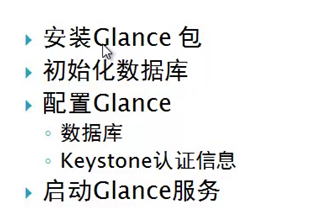 安装Glance 包
初始化数据库
配置Glance
数据库
Keystone认证信息
启动Glance服务